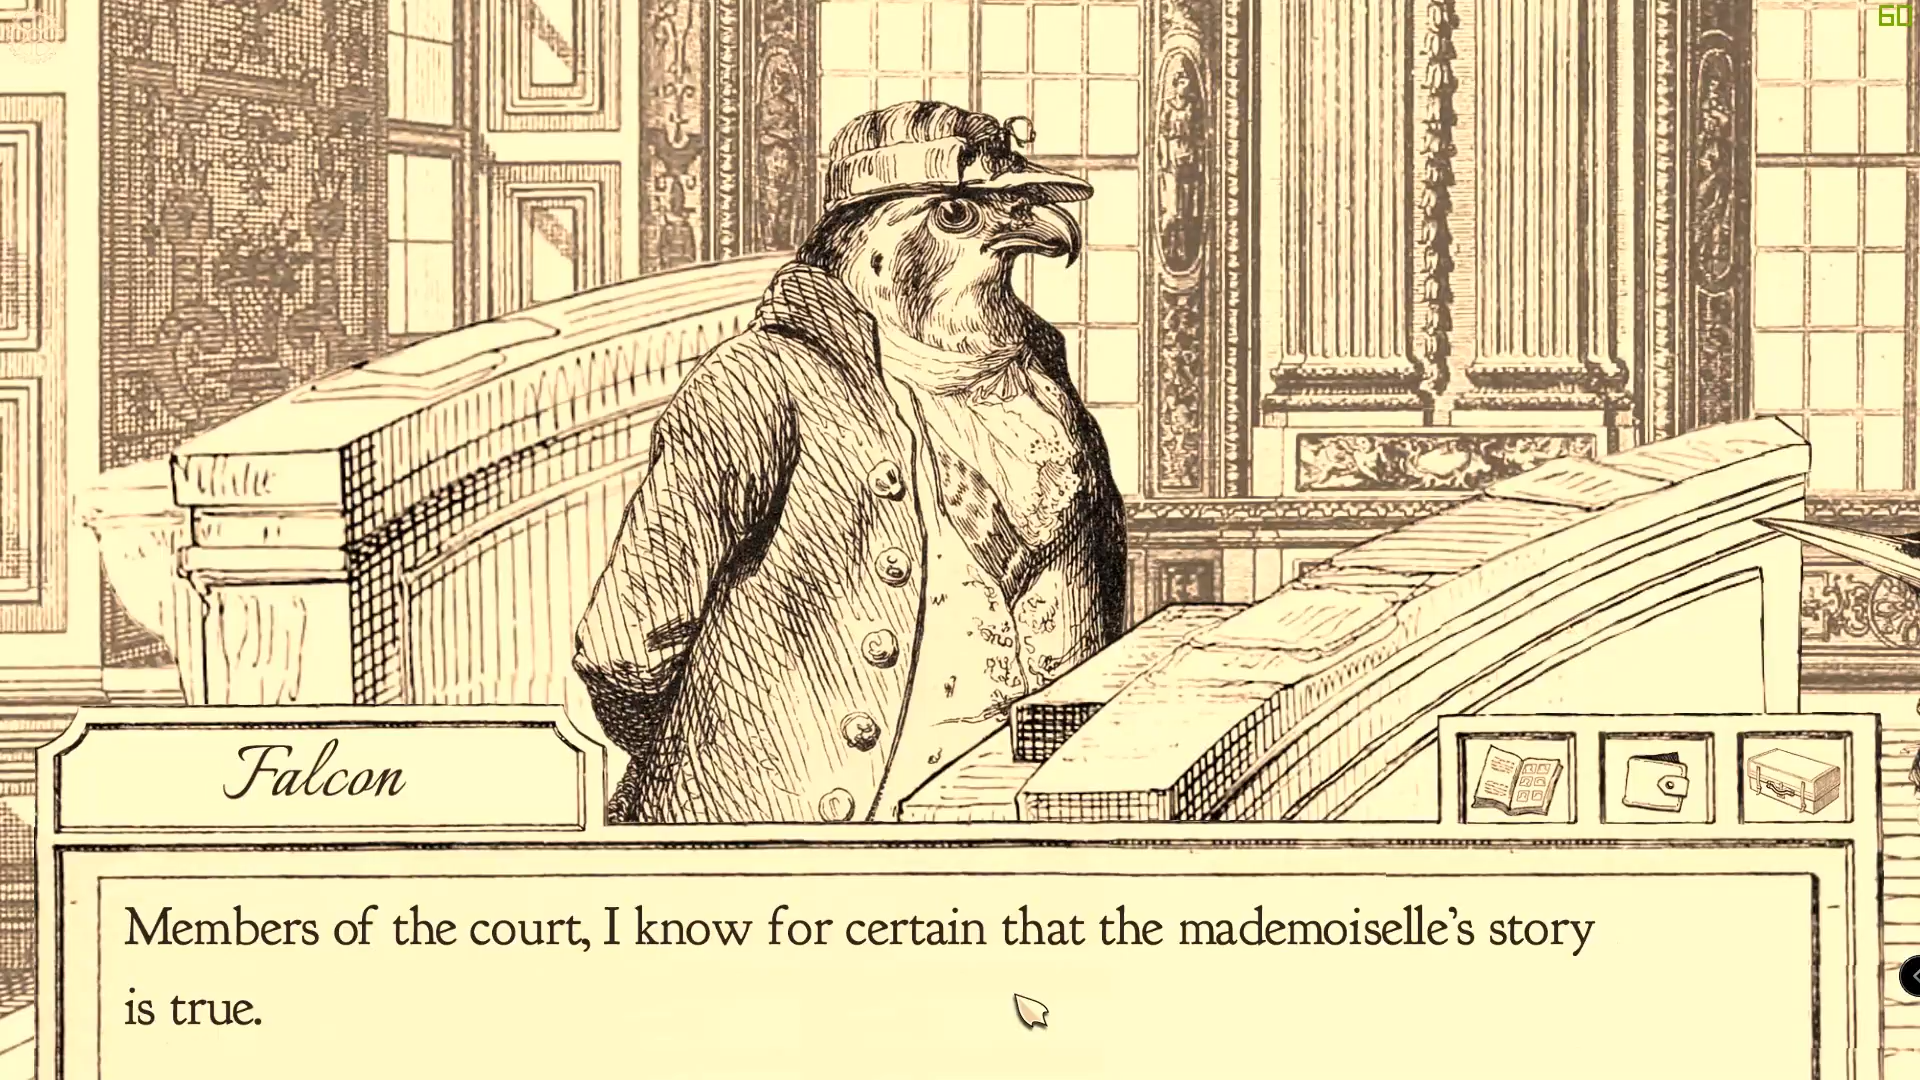 60
Falcon
Members of the court, I know for certain that the mademoiselle's story
is true.